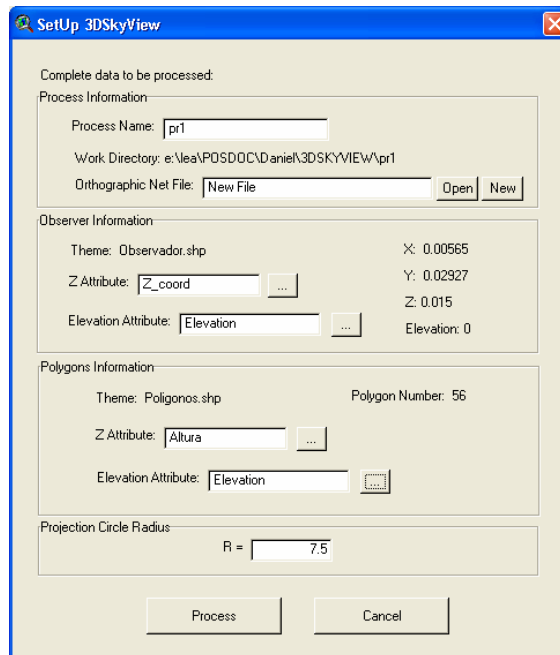 SetUp 3DSkyView
Complete data to be processed:
Process Information
Process Name: pr1
Work Directory: e:\lea\POSDOC\Daniel\3DSKYVIEW\pr1
Orthographic Net File: New File Open New
Observer Information
Theme: Observador.shp X: 0.00565
Y: 0.02927
Z Attribute: Z_coord ... Z: 0.015
Elevation Attribute: Elevation ... Elevation: 0
Polygons Information
Theme: Poligonos.shp Polygon Number: 56
Z Attribute: Altura ...
Elevation Attribute: Elevation ...
Projection Circle Radius
R = 7.5
Process Cancel